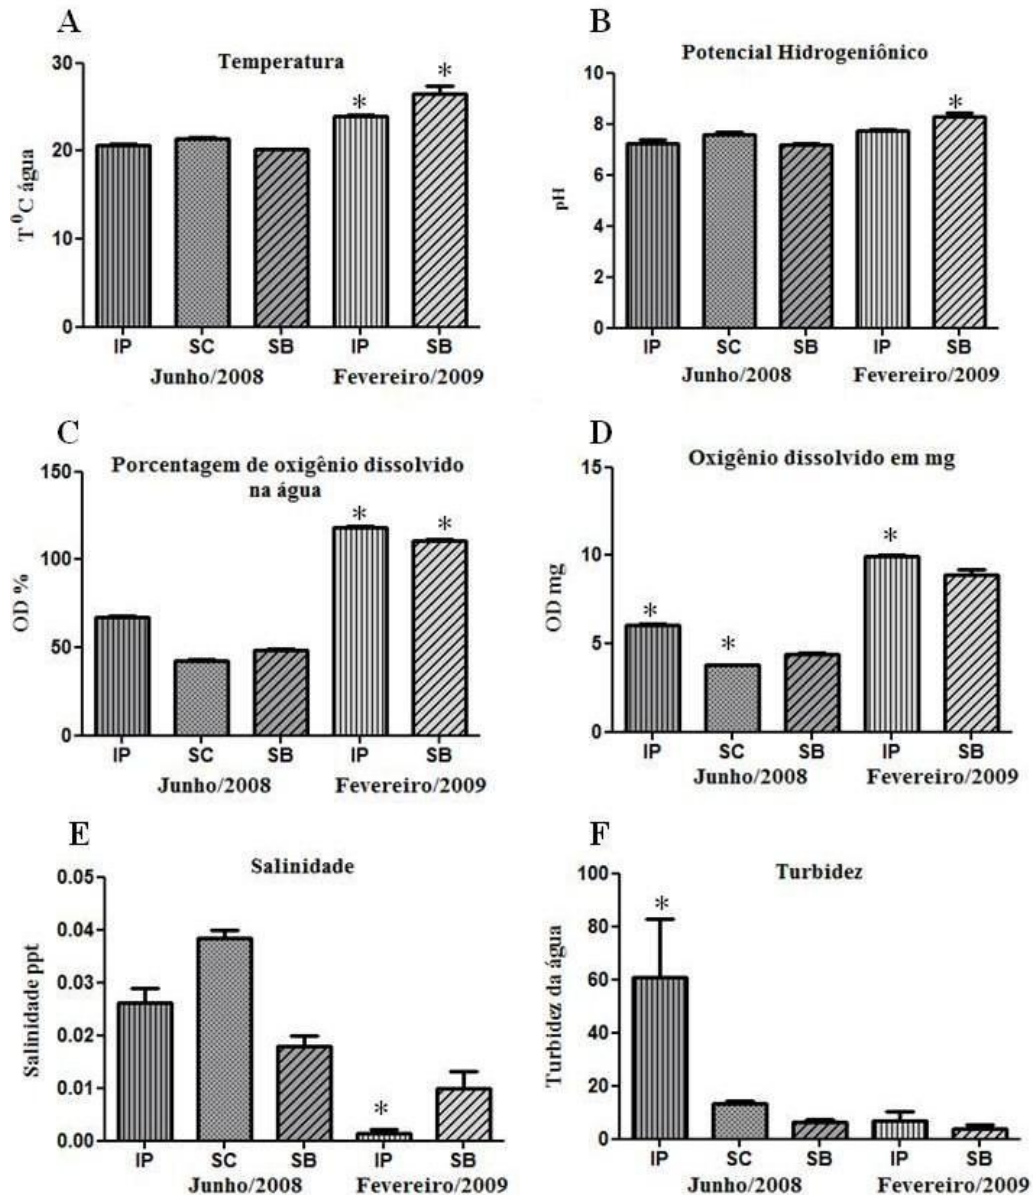 A
Temperatura
*
*
30
20
10
0
T ⁰C água
IP SC SB IP SB
Junho/2008 Fevereiro/2009
B
Potencial Hidrogeniônico
*
10
8
6
4
2
0
pH
IP SC SB IP SB
Junho/2008 Fevereiro/2009
C
Porcentagem de oxigênio dissolvido
na água
*
*
150
100
50
0
OD %
IP SC SB IP SB
Junho/2008 Fevereiro/2009
D
Oxigênio dissolvido em mg
*
*
*
15
10
5
0
OD mg
IP SC SB IP SB
Junho/2008 Fevereiro/2009
E
Salinidade
*
0.05
0.04
0.03
0.02
0.01
0.00
Salinidade ppt
IP SC SB IP SB
Junho/2008 Fevereiro/2009
F
Turbidez
*
100
80
60
40
20
0
Turbidez da água
IP SC SB IP SB
Junho/2008 Fevereiro/2009